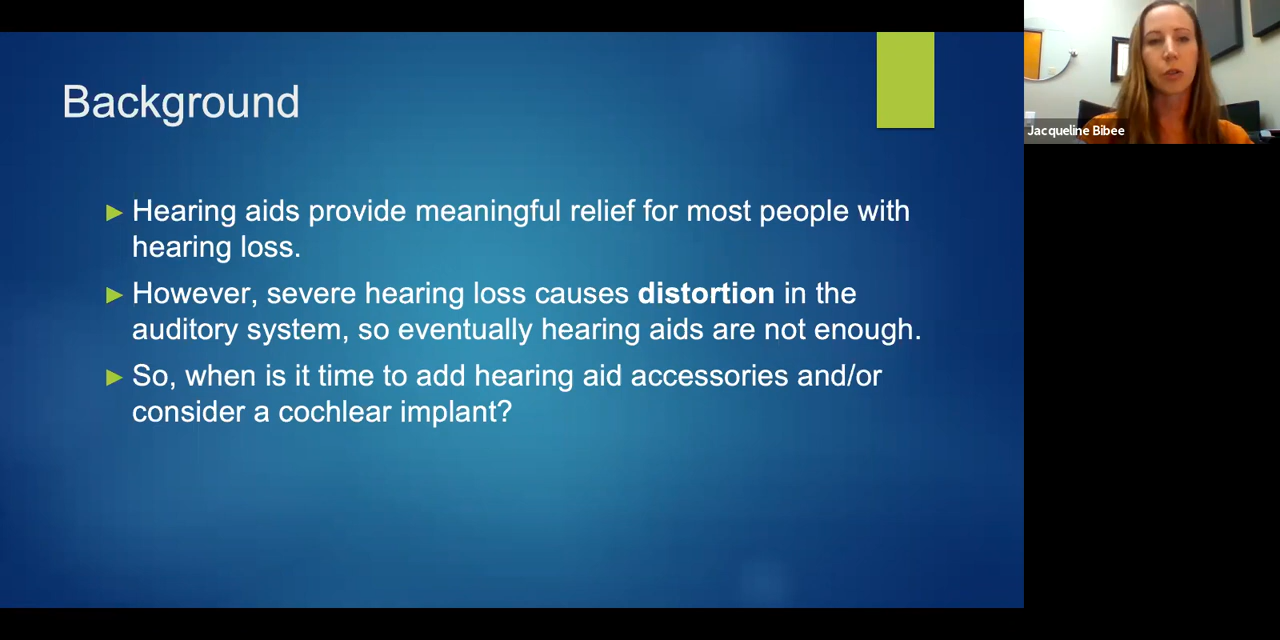 Background
Hearing aids provide meaningful relief for most people with
hearing loss.
However, severe hearing loss causes distortion in the
auditory system, so eventually hearing aids are not enough.
So, when is it time to add hearing aid accessories and/or
consider a cochlear implant?
Jacqueline Bibee